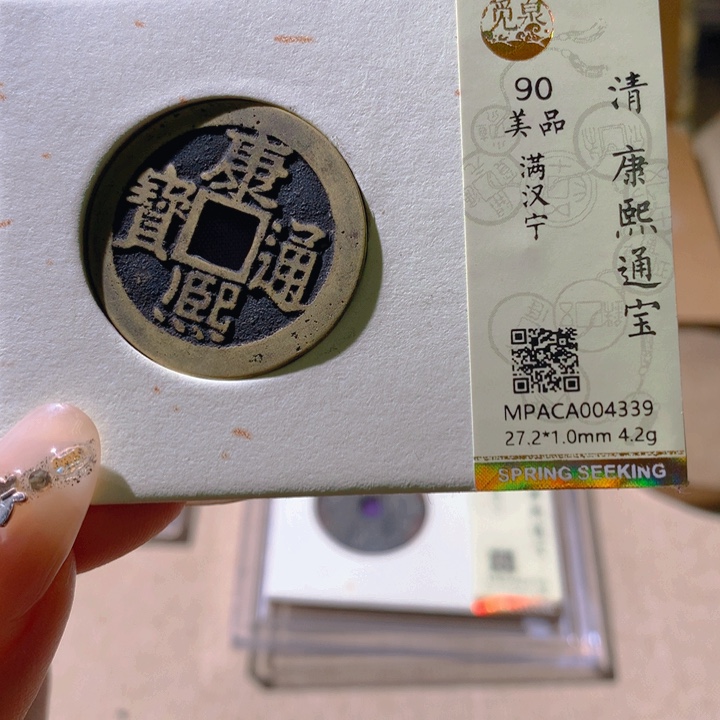 康熙通寳
觅泉
90
美品
满汉宁
清 康熙通宝
MPACA004339
27.2*1.0mm 4.2g
SPRING SEEKING